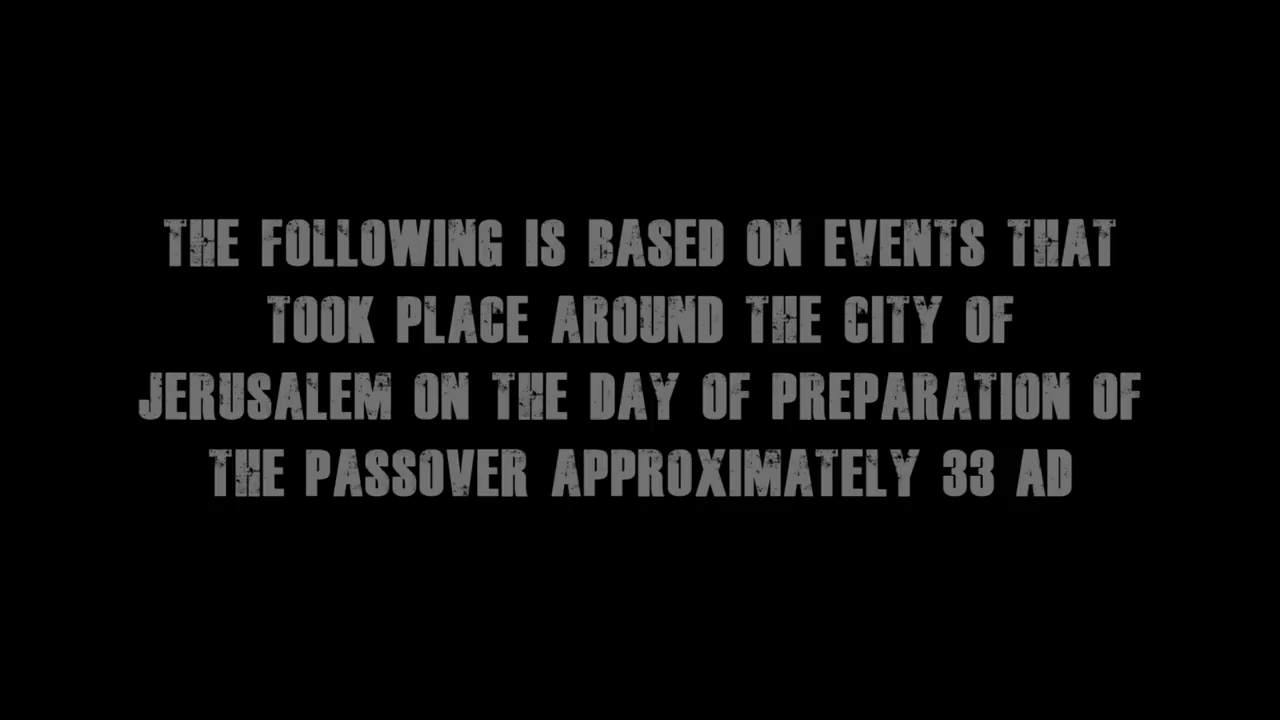 THE FOLLOWING IS BASED ON EVENTS THAT
TOOK PLACE AROUND THE CITY OF
JERUSALEM ON THE DAY OF PREPARATION OF
THE PASSOVER APPROXIMATELY 33 AD